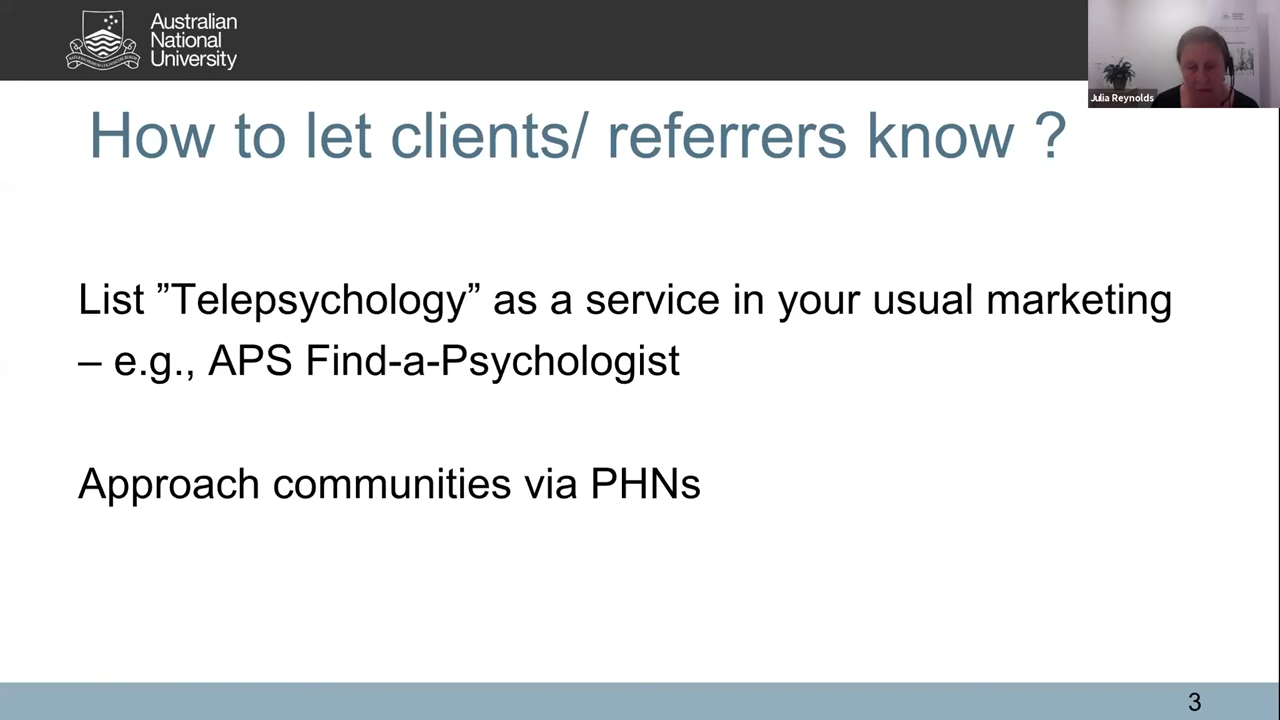 Australian
National
University
Julia Reynolds
How to let clients/ referrers know ?
List ”Telepsychology” as a service in your usual marketing
– e.g., APS Find-a-Psychologist
Approach communities via PHNs
3